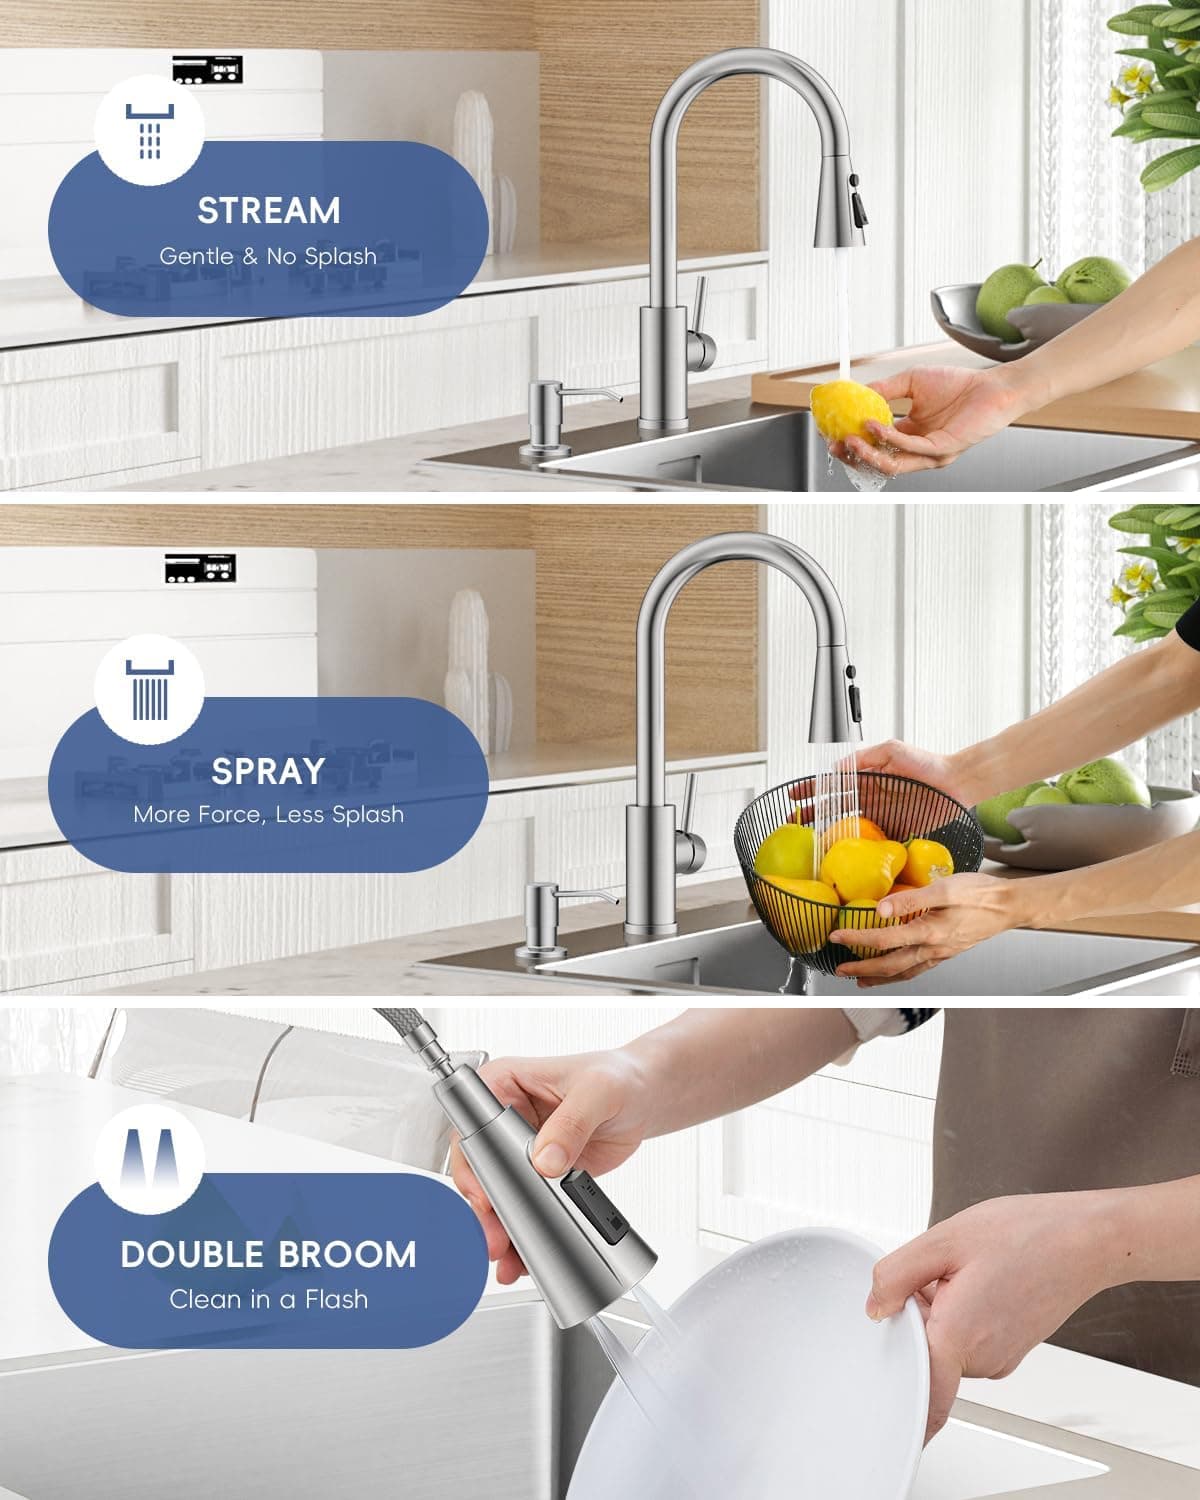 STREAM
Gentle & No Splash
SPRAY
More Force, Less Splash
DOUBLE BROOM
Clean in a Flash